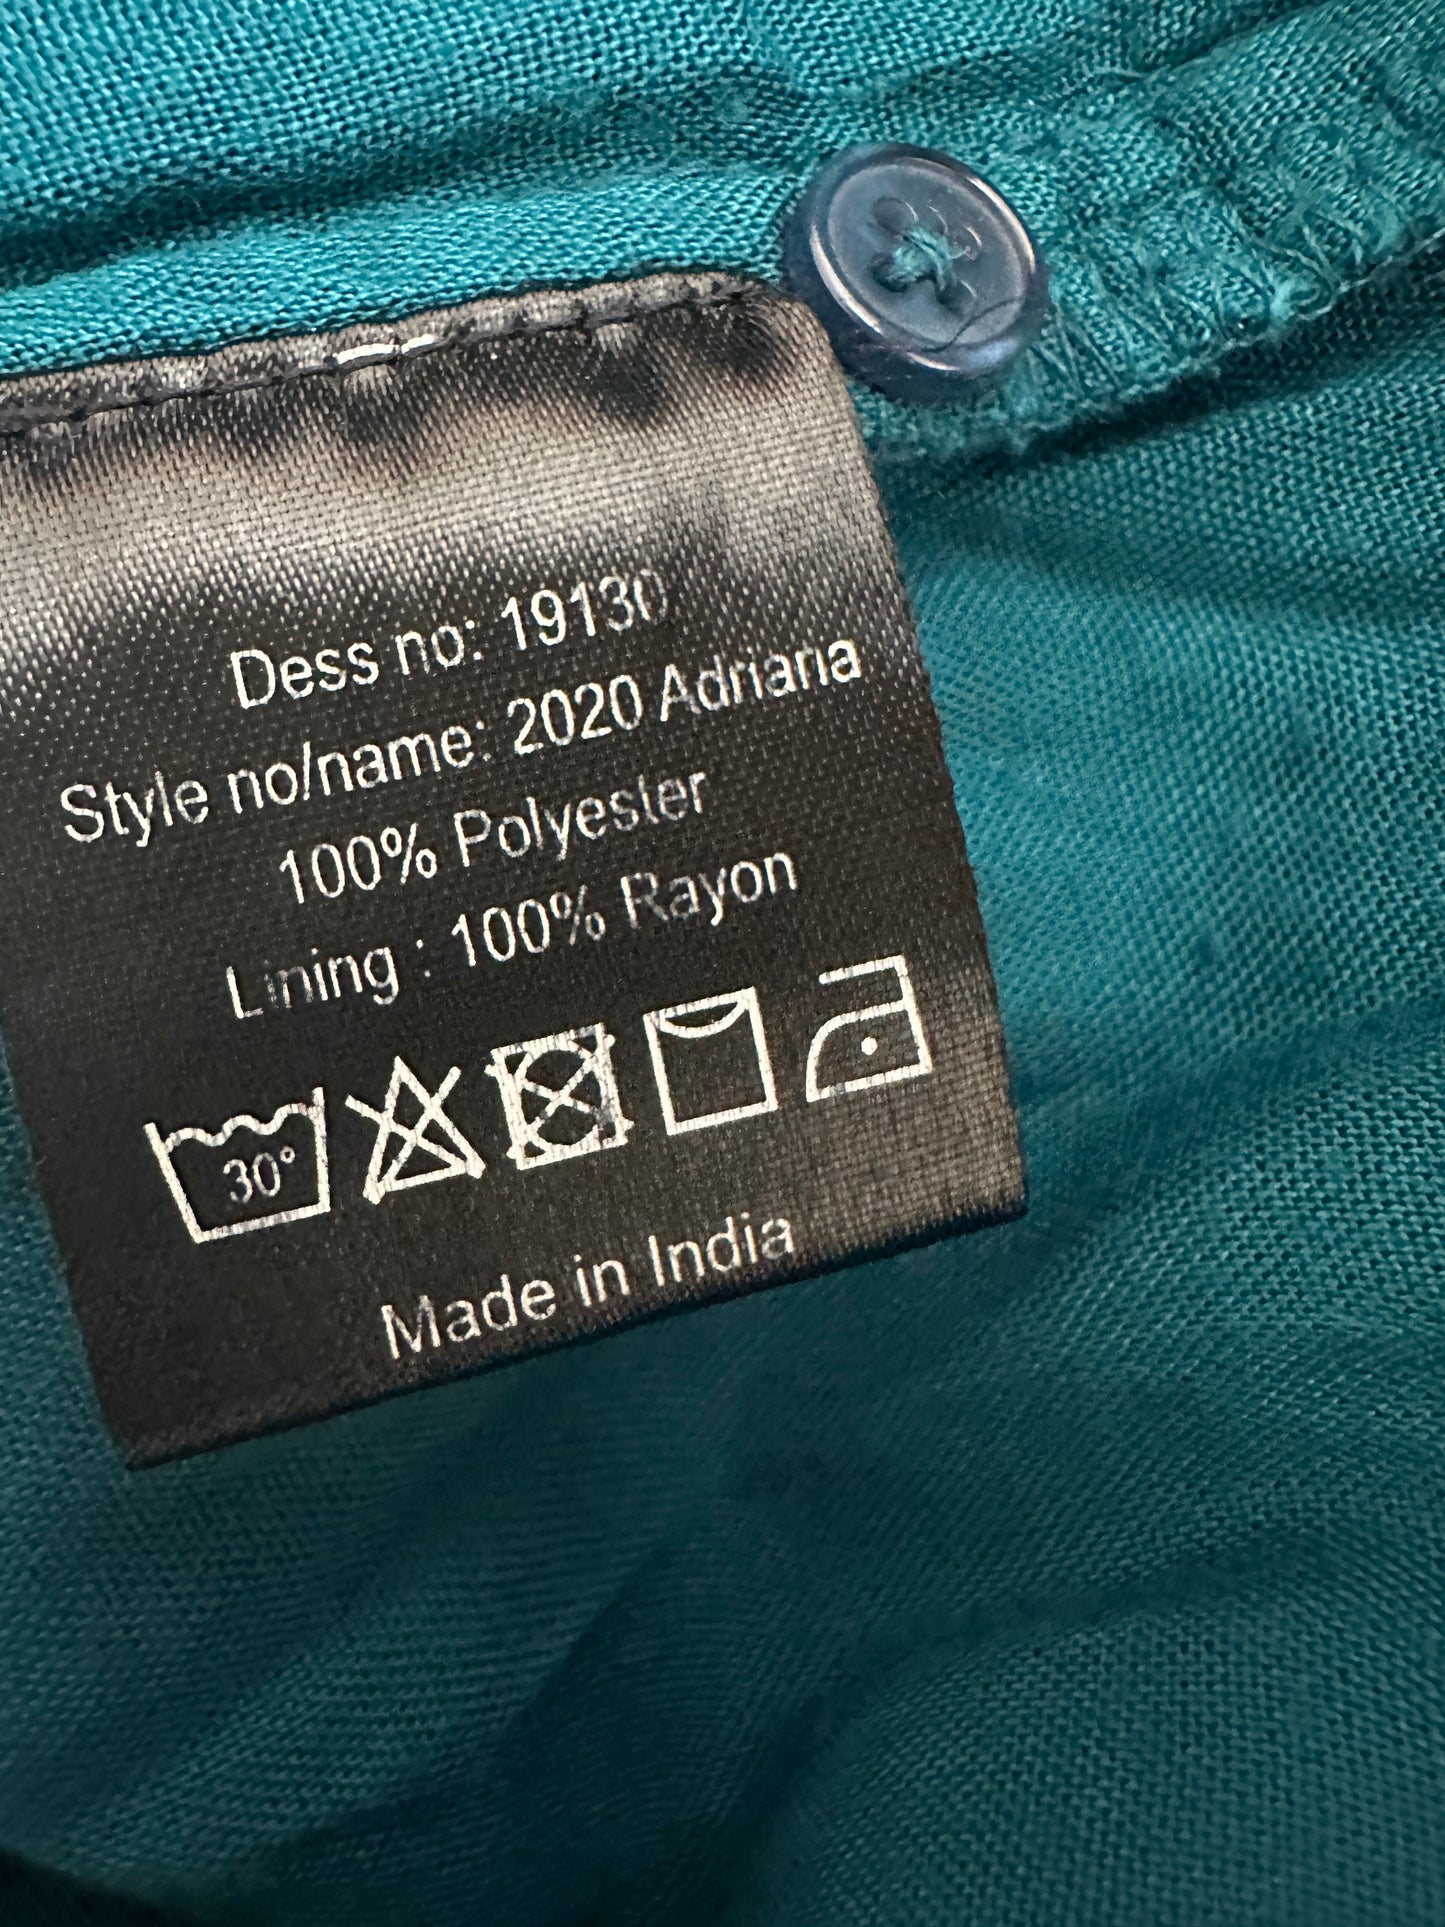 Dess no: 19130
Style no/name: 2020 Adriana
100% Polyester
Lining : 100% Rayon
30°
Made in India